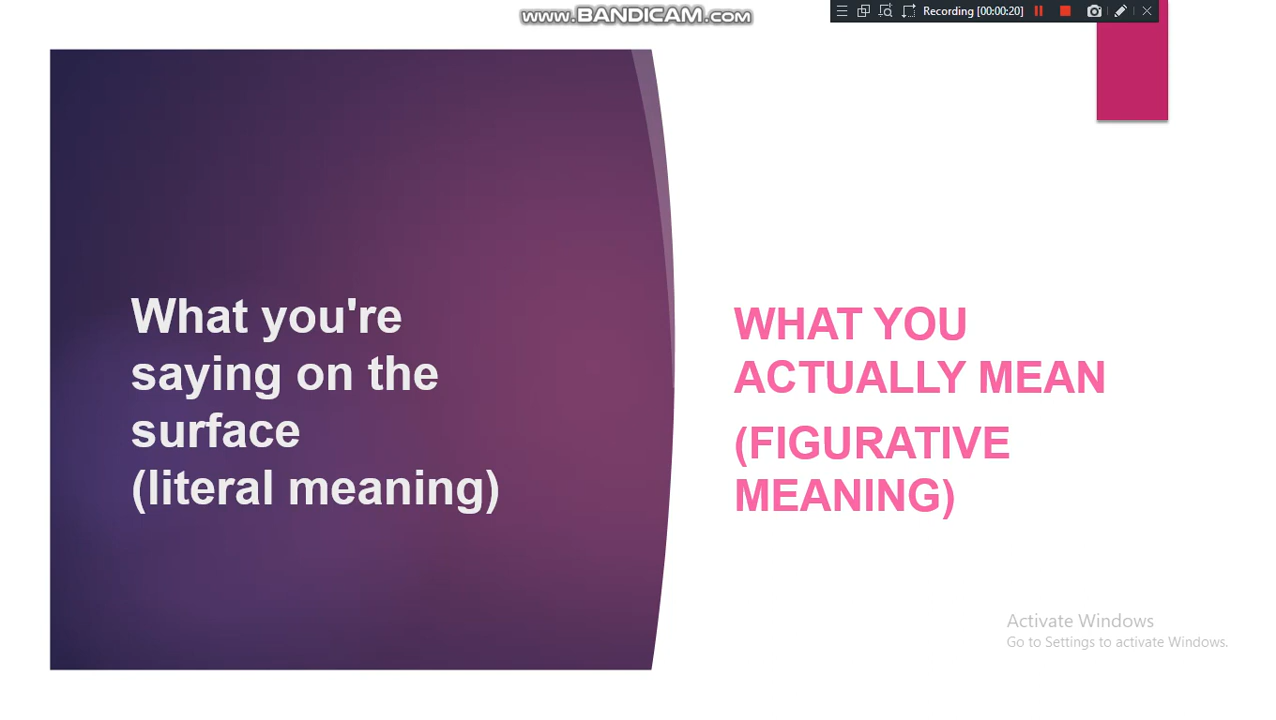 www.BANDICAM.com
Recording [00:00:20]
What you're
saying on the
surface
(literal meaning)
WHAT YOU
ACTUALLY MEAN
(FIGURATIVE
MEANING)
Activate Windows
Go to Settings to activate Windows.